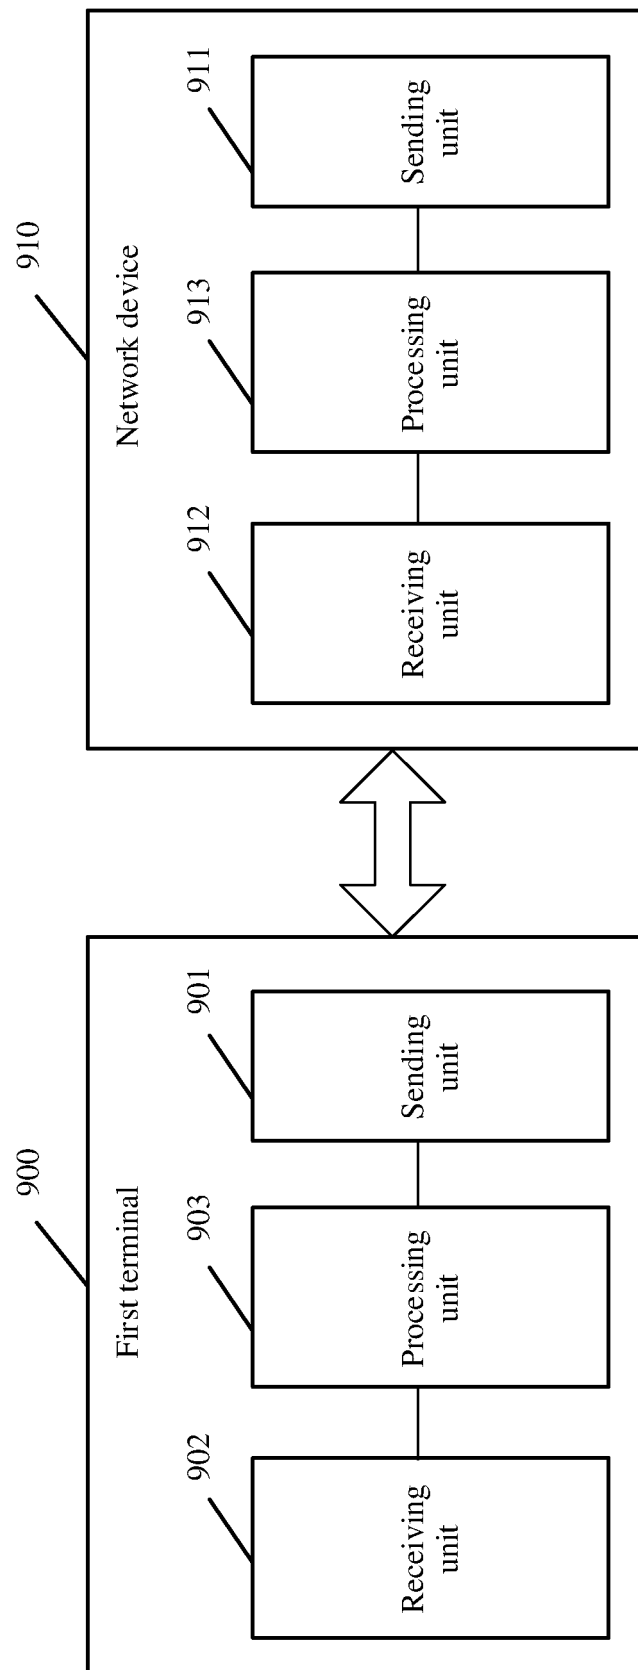 900
First terminal
902
903
901
Receiving
unit
Processing
unit
Sending
unit
910
Network device
912
913
911
Receiving
unit
Processing
unit
Sending
unit